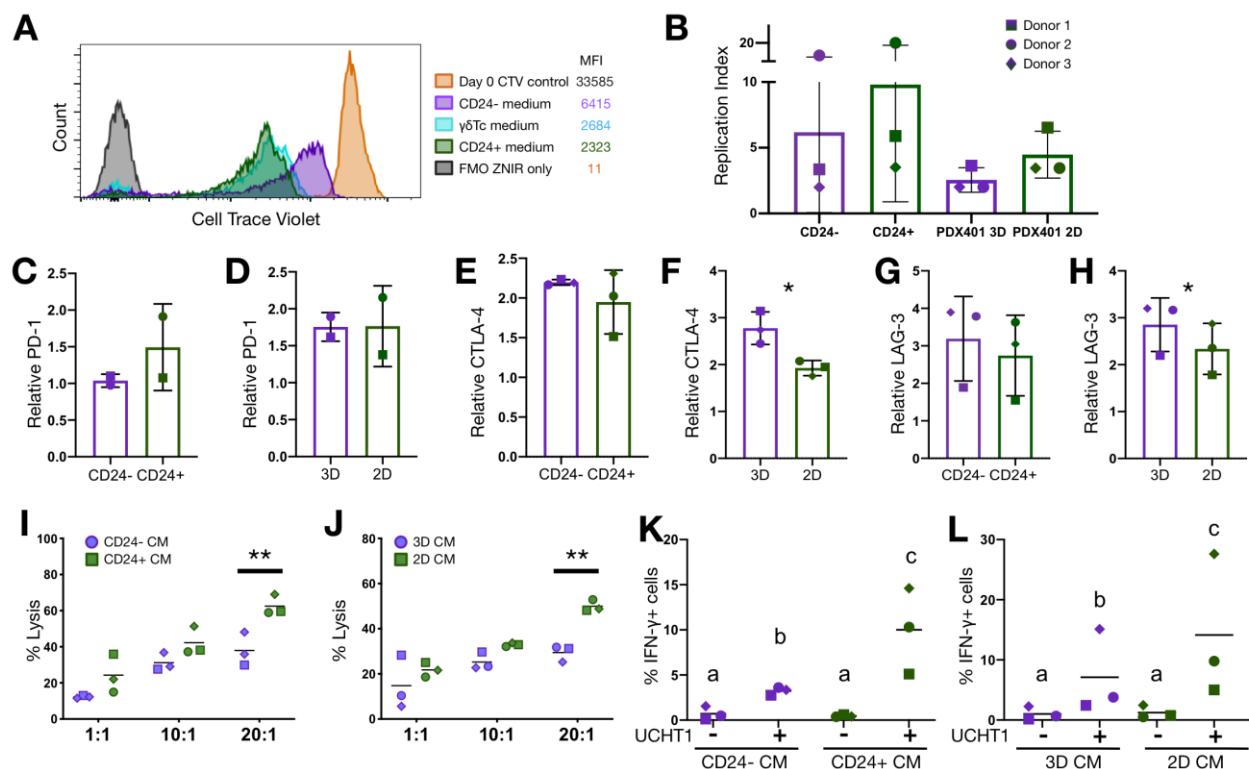 A
Count
Cell Trace Violet
MFI
Day 0 CTV control 33585
CD24- medium 6415
γδTc medium 2684
CD24+ medium 2323
FMO ZNIR only 11
B
Replication Index
20
10
5
0
CD24- CD24+ PDX401 3D PDX401 2D
Donor 1
Donor 2
Donor 3
C
Relative PD-1
2.5
2.0
1.5
1.0
0.5
0.0
CD24- CD24+
D
Relative PD-1
2.5
2.0
1.5
1.0
0.5
0.0
3D 2D
E
Relative CTLA-4
2.5
2.0
1.5
1.0
0.5
0.0
CD24- CD24+
F
Relative CTLA-4
4
3
2
1
0
*
3D 2D
G
Relative LAG-3
5
4
3
2
1
0
CD24- CD24+
H
Relative LAG-3
4
3
2
1
0
*
3D 2D
I
% Lysis
100
80
60
40
20
0
CD24- CM
CD24+ CM
**
1:1 10:1 20:1
J
% Lysis
80
60
40
20
0
3D CM
2D CM
**
1:1 10:1 20:1
K
% IFN-γ+ cells
20
15
10
5
0
a b a c
UCHT1 - + - +
CD24- CM CD24+ CM
L
% IFN-γ+ cells
30
20
10
0
a b a c
UCHT1 - + - +
3D CM 2D CM